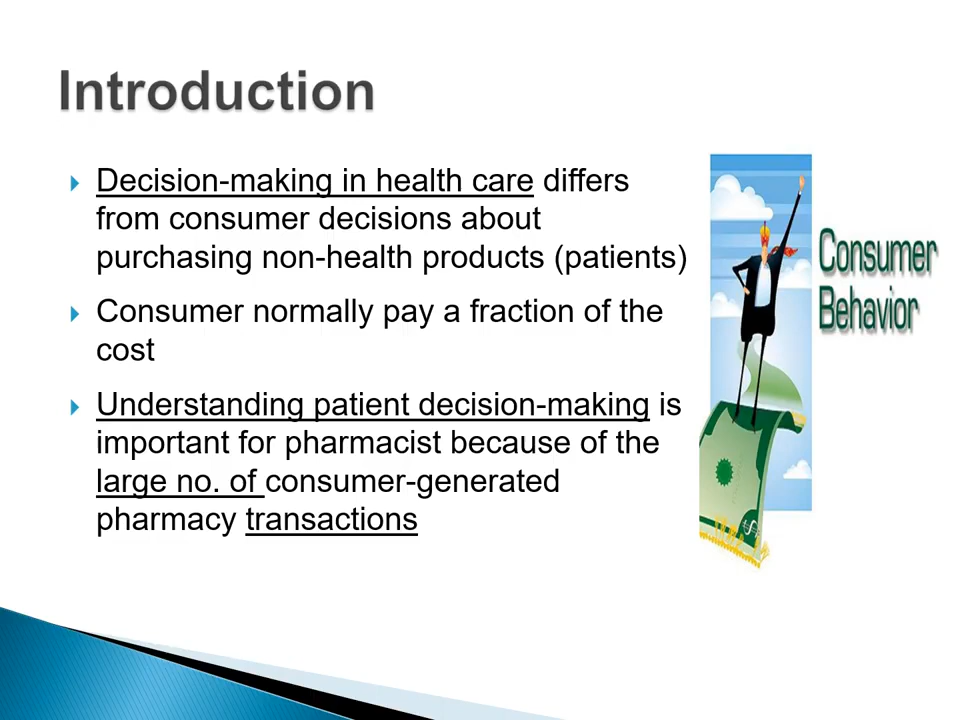 Introduction
Decision-making in health care differs
from consumer decisions about
purchasing non-health products (patients)
Consumer normally pay a fraction of the
cost
Understanding patient decision-making is
important for pharmacist because of the
large no. of consumer-generated
pharmacy transactions
Consumer
Behavior
$